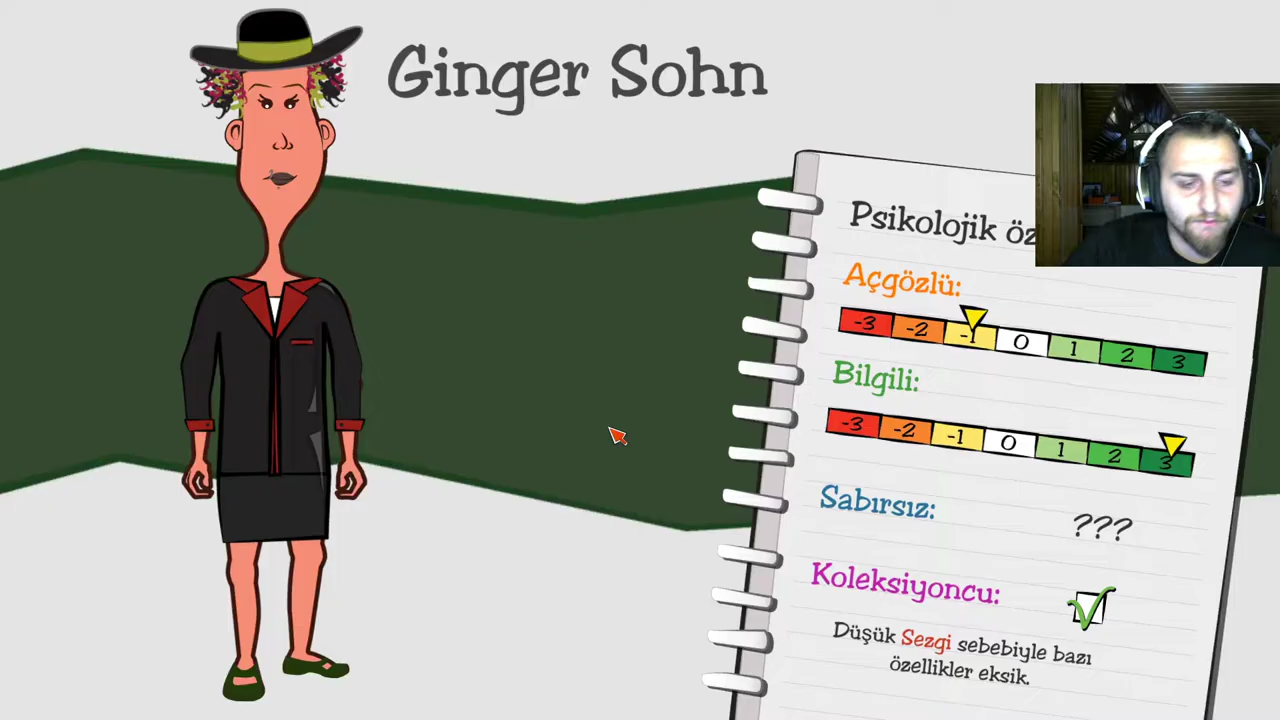 Ginger Sohn
Psikolojik öz
Açgözlü:
-3 -2 -1 0 1 2 3
Bilgili:
-3 -2 -1 0 1 2 3
Sabırsız: ???
Koleksiyoncu:
Düşük Sezgi sebebiyle bazı
özellikler eksik.